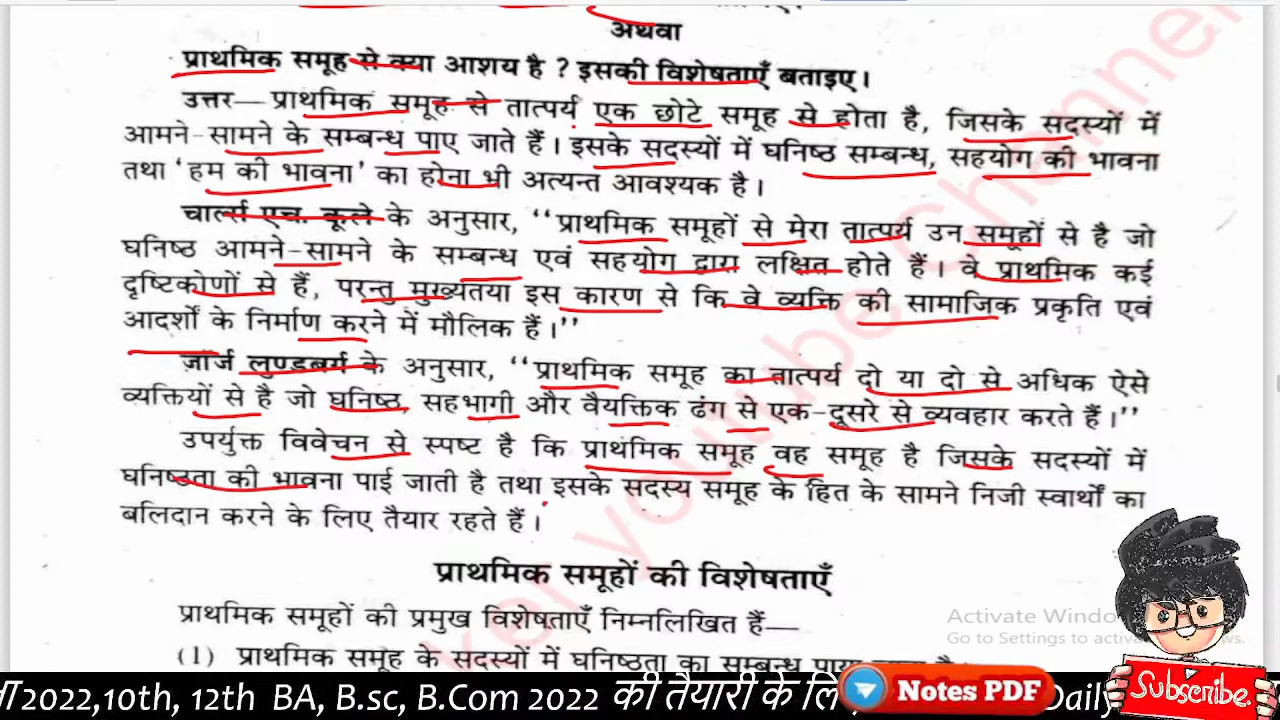 अथवा
प्राथमिक समूह से क्या आशय है ? इसकी विशेषताएँ बताइए।
उत्तर— प्राथमिक समूह से तात्पर्य एक छोटे समूह से होता है, जिसके सदस्यों में
आमने-सामने के सम्बन्ध पाए जाते हैं। इसके सदस्यों में घनिष्ठ सम्बन्ध, सहयोग की भावना
तथा ‘हम की भावना’ का होना भी अत्यन्त आवश्यक है।
चार्ल्स एच. कूले के अनुसार, “प्राथमिक समूहों से मेरा तात्पर्य उन समूहों से है जो
घनिष्ठ आमने-सामने के सम्बन्ध एवं सहयोग द्वारा लक्षित होते हैं। वे प्राथमिक कई
दृष्टिकोणों से हैं, परन्तु मुख्यतया इस कारण से कि वे व्यक्ति की सामाजिक प्रकृति एवं
आदर्शों के निर्माण करने में मौलिक हैं।”
जॉर्ज लुण्डबर्ग के अनुसार, “प्राथमिक समूह का तात्पर्य दो या दो से अधिक ऐसे
व्यक्तियों से है जो घनिष्ठ, सहभागी और वैयक्तिक ढंग से एक-दूसरे से व्यवहार करते हैं।”
उपर्युक्त विवेचन से स्पष्ट है कि प्राथमिक समूह वह समूह है जिसके सदस्यों में
घनिष्ठता की भावना पाई जाती है तथा इसके सदस्य समूह के हित के सामने निजी स्वार्थों का
बलिदान करने के लिए तैयार रहते हैं।
प्राथमिक समूहों की विशेषताएँ
प्राथमिक समूहों की प्रमुख विशेषताएँ निम्नलिखित हैं—
(1) प्राथमिक समूह के सदस्यों में घनिष्ठता का सम्बन्ध
youtube Channe
Activate Windo
Go to Settings to activ
2022,10th, 12th BA, B.sc, B.Com 2022 की तैयारी के लि
Notes PDF
Daily
Subscribe.